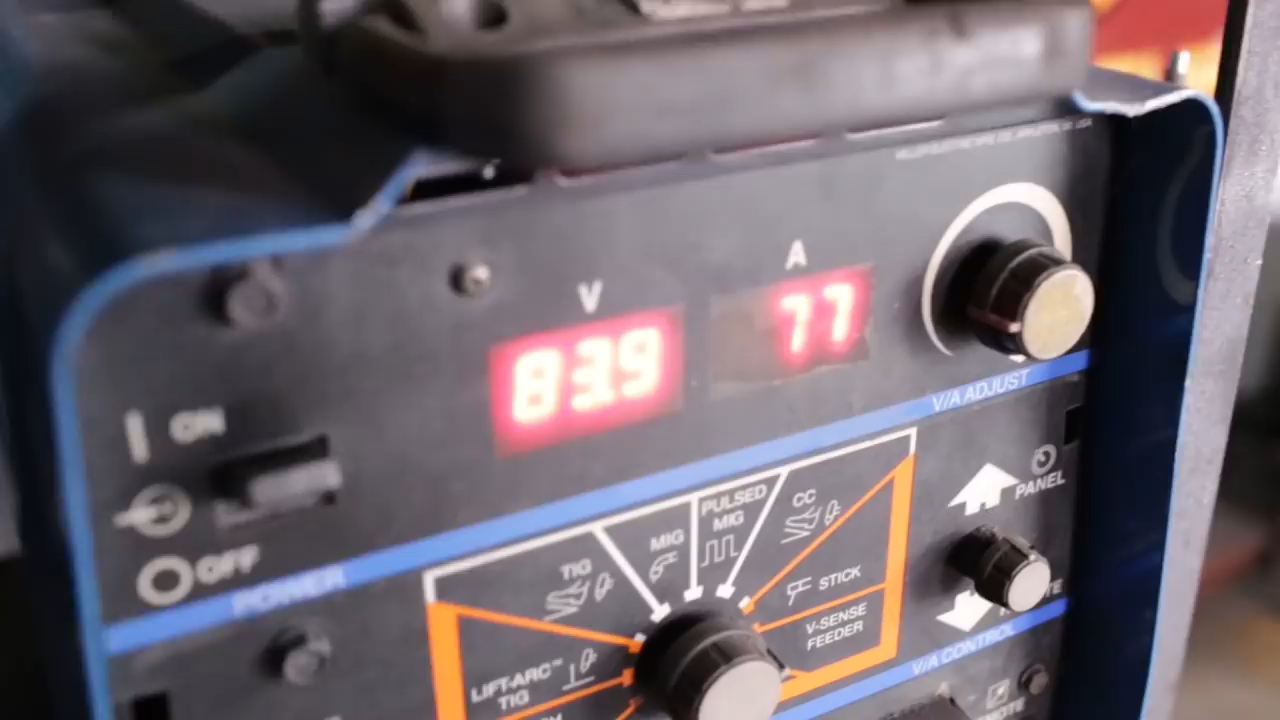 V
A
83.9
77
ON
OFF
POWER
V/A ADJUST
PANEL
PULSED
MIG
CC
MIG
TIG
STICK
V-SENSE
FEEDER
LIFT-ARC™
TIG
V/A CONTROL